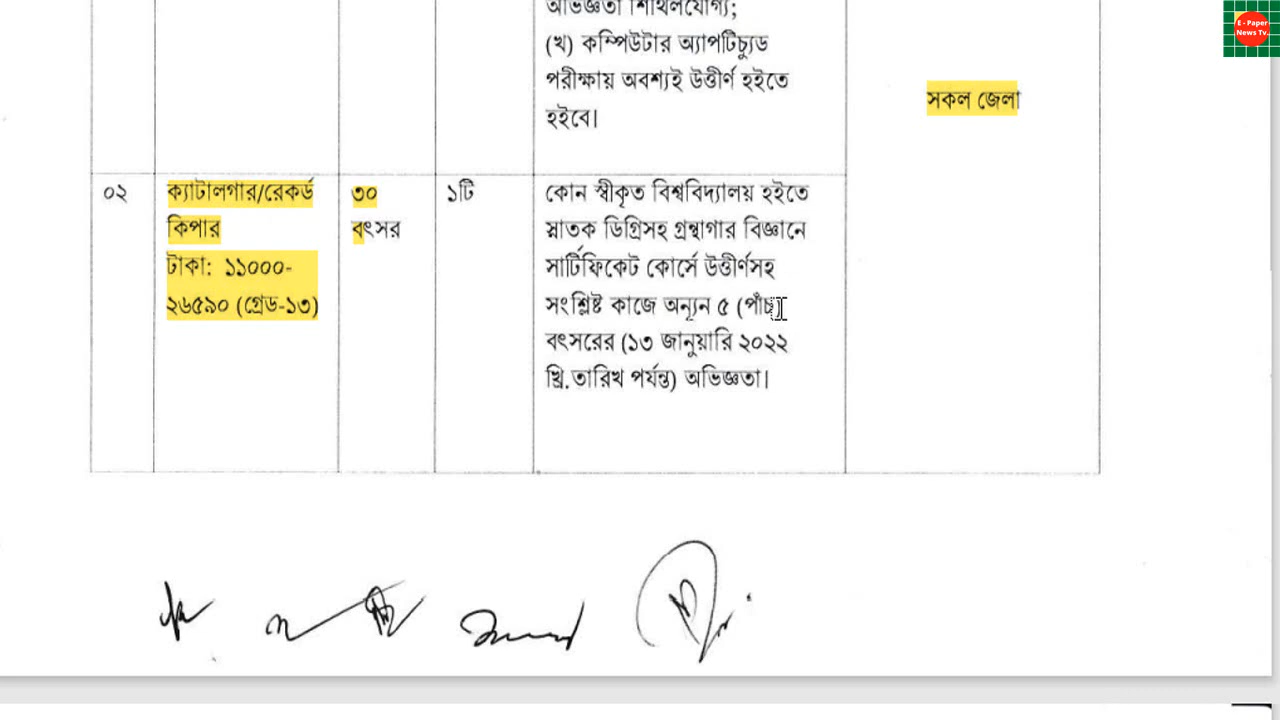 অভিজ্ঞতা শিথিলযোগ্য;
(খ) কম্পিউটার অ্যাপটিচ্যুড
পরীক্ষায় অবশ্যই উত্তীর্ণ হইতে
হইবে।
সকল জেলা
E - Paper
News Tv
০২
ক্যাটালগার/রেকর্ড
কিপার
টাকা: ১১০০০-
২৬৫৯০ (গ্রেড-১৩)
৩০
বৎসর
১টি
কোন স্বীকৃত বিশ্ববিদ্যালয় হইতে
স্নাতক ডিগ্রিসহ গ্রন্থাগার বিজ্ঞানে
সার্টিফিকেট কোর্সে উত্তীর্ণসহ
সংশ্লিষ্ট কাজে অন্যূন ৫ (পাঁচ)
বৎসরের (১৩ জানুয়ারি ২০২২
খ্রি.তারিখ পর্যন্ত) অভিজ্ঞতা।